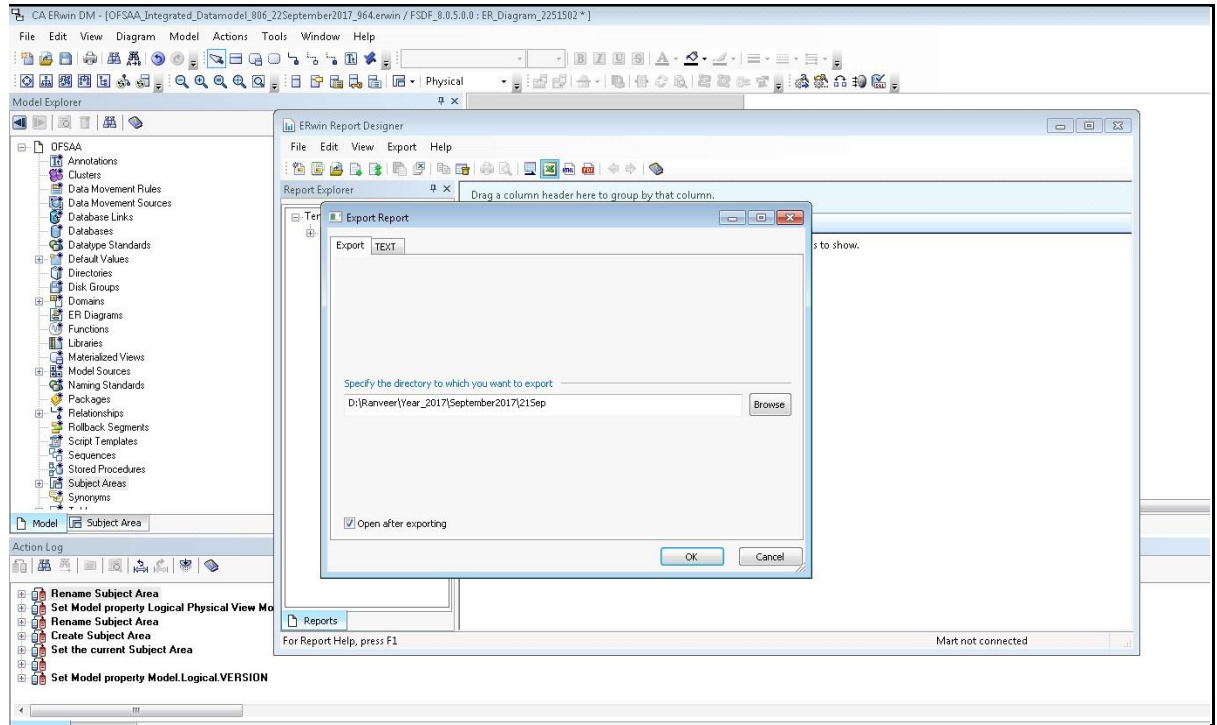 CA ERwin DM - [OFSAA_Integrated_Datamodel_806_22September2017_964.erwin / FSDF_8.0.5.0.0 : ER_Diagram_2251502 * ]
File Edit View Diagram Model Actions Tools Window Help
Physical
Model Explorer
OFSAA
Annotations
Clusters
Data Movement Rules
Data Movement Sources
Database Links
Databases
Datatype Standards
Default Values
Directories
Disk Groups
Domains
ER Diagrams
Functions
Libraries
Materialized Views
Model Sources
Naming Standards
Packages
Relationships
Rollback Segments
Script Templates
Sequences
Stored Procedures
Subject Areas
Synonyms
Model Subject Area
Action Log
Rename Subject Area
Set Model property Logical Physical View Mo
Rename Subject Area
Create Subject Area
Set the current Subject Area
Set Model property Model.Logical.VERSION
ERwin Report Designer
File Edit View Export Help
Report Explorer
Drag a column header here to group by that column.
Ter
s to show.
Export Report
Export TEXT
Specify the directory to which you want to export
D:\Ranveer\Year_2017\September2017\21Sep
Browse
Open after exporting
OK Cancel
Reports
For Report Help, press F1
Mart not connected